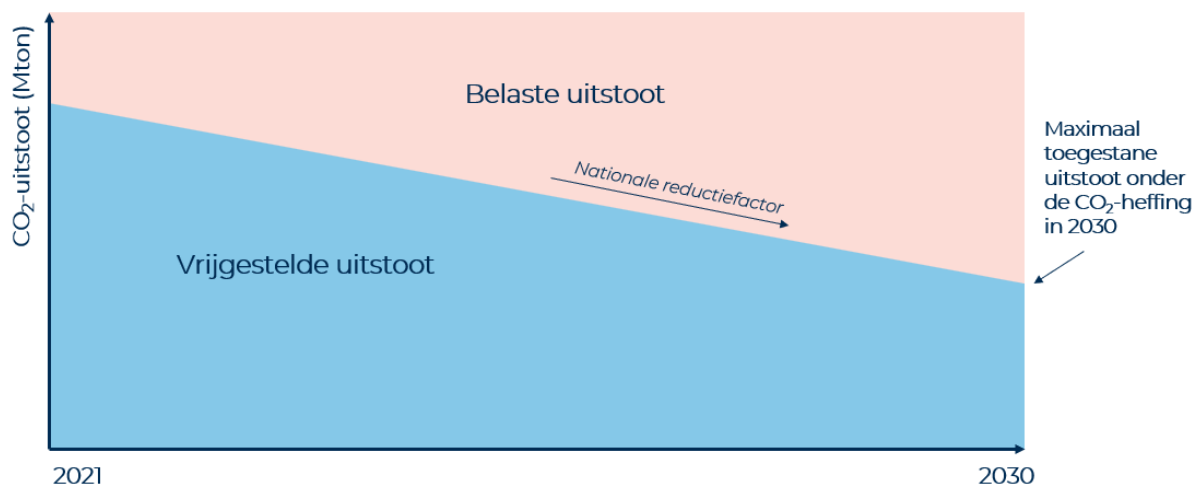 CO₂-uitstoot (Mton)
Belaste uitstoot
Nationale reductiefactor
Vrijgestelde uitstoot
Maximaal
toegestane
uitstoot onder
de CO₂-heffing
in 2030
2021
2030